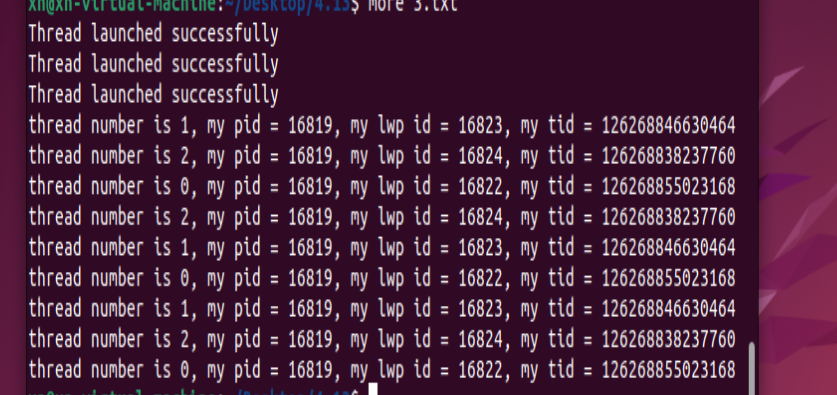 xn@xn-virtual-machine:~/Desktop/4.13$ more 3.txt
Thread launched successfully
Thread launched successfully
Thread launched successfully
thread number is 1, my pid = 16819, my lwp id = 16823, my tid = 126268846630464
thread number is 2, my pid = 16819, my lwp id = 16824, my tid = 126268838237760
thread number is 0, my pid = 16819, my lwp id = 16822, my tid = 126268855023168
thread number is 2, my pid = 16819, my lwp id = 16824, my tid = 126268838237760
thread number is 1, my pid = 16819, my lwp id = 16823, my tid = 126268846630464
thread number is 0, my pid = 16819, my lwp id = 16822, my tid = 126268855023168
thread number is 1, my pid = 16819, my lwp id = 16823, my tid = 126268846630464
thread number is 2, my pid = 16819, my lwp id = 16824, my tid = 126268838237760
thread number is 0, my pid = 16819, my lwp id = 16822, my tid = 126268855023168
xn@xn-virtual-machine:~/Desktop/4.13$